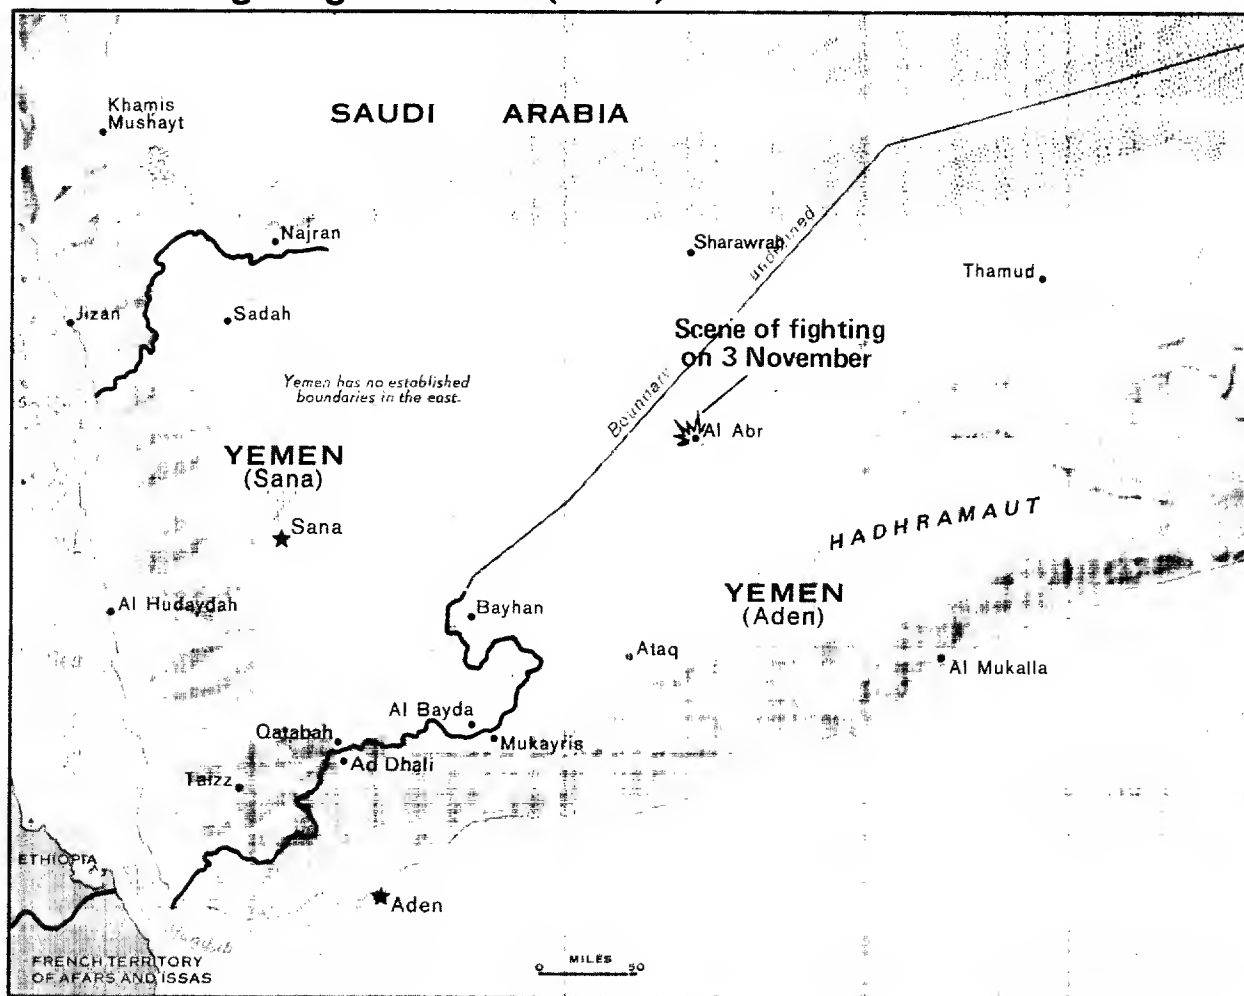 Khamis
Mushayt
SAUDI ARABIA
Najran
Sharawrah
undefined
Thamud
Jizan
Sadah
Scene of fighting
on 3 November
Yemen has no established
boundaries in the east.
Boundary
Al Abr
YEMEN
(Sana)
Sana
HADHRAMAUT
YEMEN
(Aden)
Al Hudaydah
Bayhan
Ataq
Al Mukalla
Al Bayda
Qatabah
Mukayris
Ad Dhali
Taizz
ETHIOPIA
Aden
MILES
0 50
FRENCH TERRITORY
OF AFARS AND ISSAS